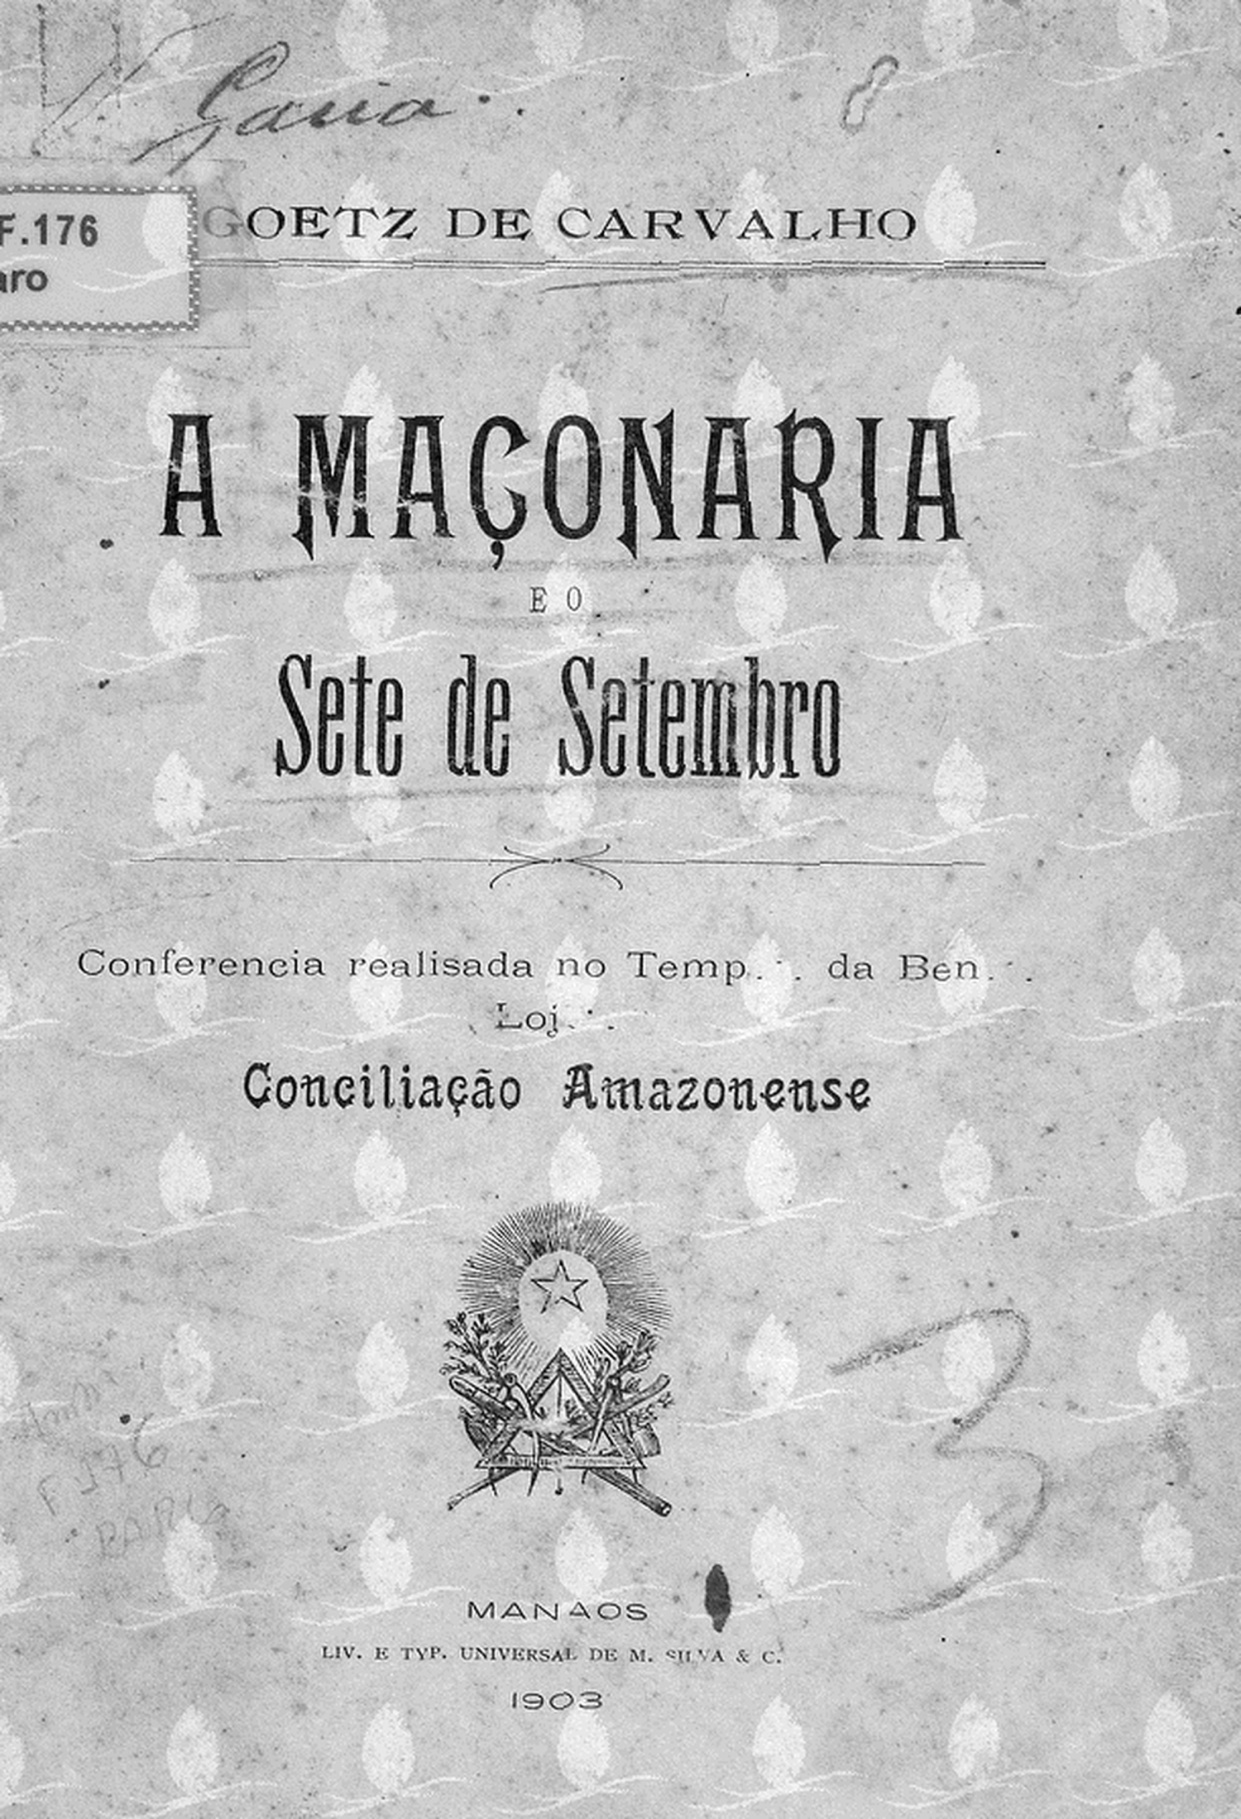 8
GOETZ DE CARVALHO
F.176
aro
A MAÇONARIA
E O
Sete de Setembro
Conferencia realisada no Temp.∴ da Ben.∴
Loj.∴
Conciliação Amazonense
3
F 176
MANAOS
LIV. E TYP. UNIVERSAL DE M. SILVA & C.
1903